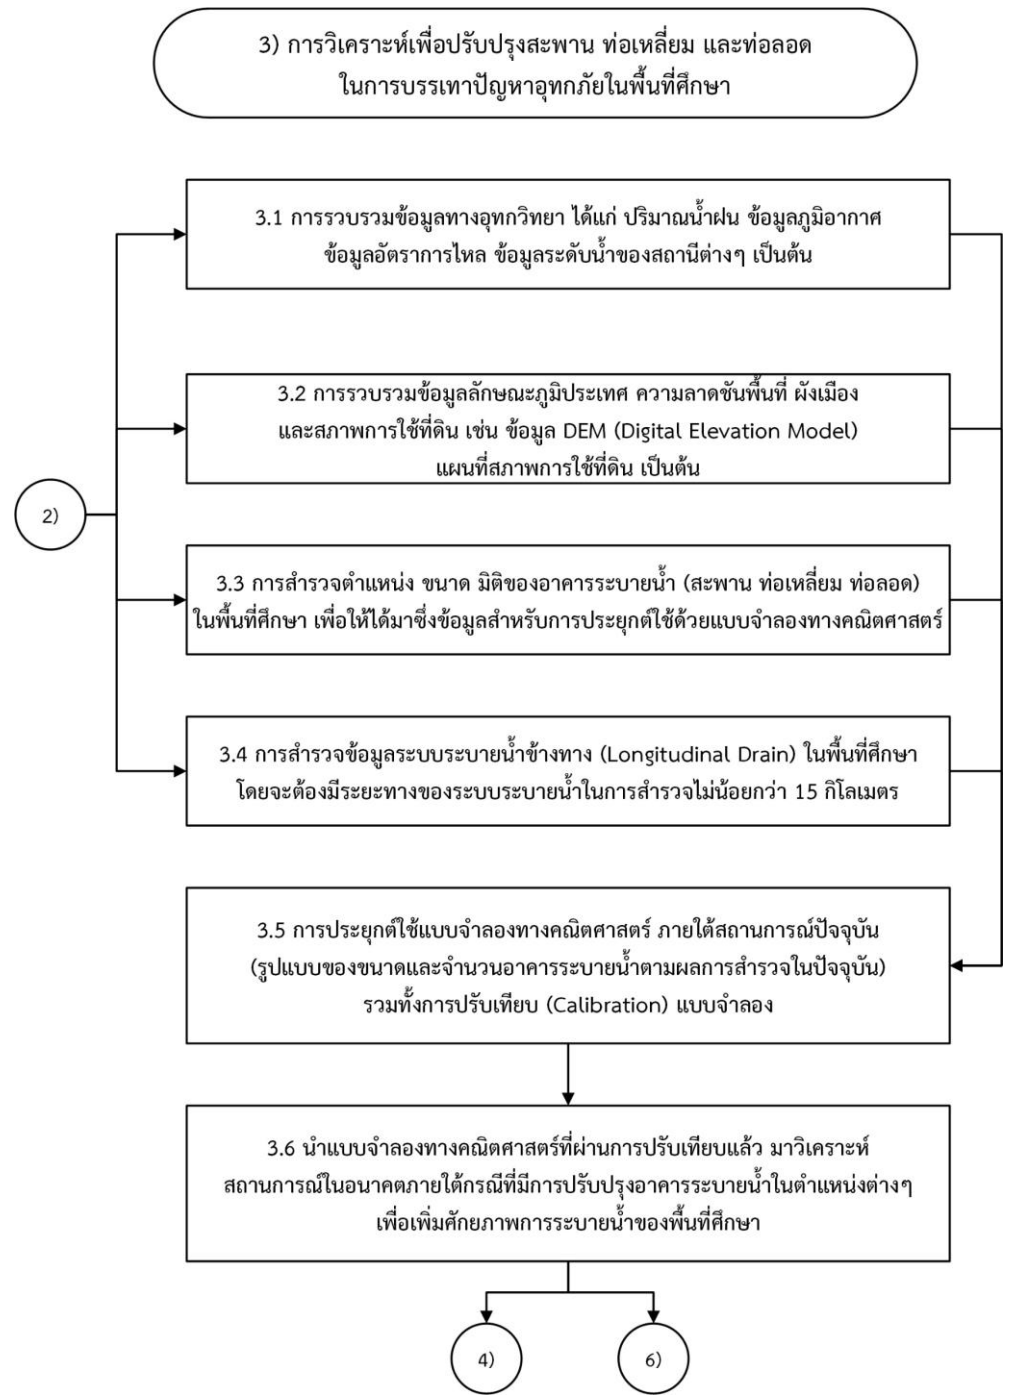 3) การวิเคราะห์เพื่อปรับปรุงสะพาน ท่อเหลี่ยม และท่อลอด
ในการบรรเทาปัญหาอุทกภัยในพื้นที่ศึกษา
3.1 การรวบรวมข้อมูลทางอุทกวิทยา ได้แก่ ปริมาณน้ำฝน ข้อมูลภูมิอากาศ
ข้อมูลอัตราการไหล ข้อมูลระดับน้ำของสถานีต่างๆ เป็นต้น
3.2 การรวบรวมข้อมูลลักษณะภูมิประเทศ ความลาดชันพื้นที่ ผังเมือง
และสภาพการใช้ที่ดิน เช่น ข้อมูล DEM (Digital Elevation Model)
แผนที่สภาพการใช้ที่ดิน เป็นต้น
2)
3.3 การสำรวจตำแหน่ง ขนาด มิติของอาคารระบายน้ำ (สะพาน ท่อเหลี่ยม ท่อลอด)
ในพื้นที่ศึกษา เพื่อให้ได้มาซึ่งข้อมูลสำหรับการประยุกต์ใช้ด้วยแบบจำลองทางคณิตศาสตร์
3.4 การสำรวจข้อมูลระบบระบายน้ำข้างทาง (Longitudinal Drain) ในพื้นที่ศึกษา
โดยจะต้องมีระยะทางของระบบระบายน้ำในการสำรวจไม่น้อยกว่า 15 กิโลเมตร
3.5 การประยุกต์ใช้แบบจำลองทางคณิตศาสตร์ ภายใต้สถานการณ์ปัจจุบัน
(รูปแบบของขนาดและจำนวนอาคารระบายน้ำตามผลการสำรวจในปัจจุบัน)
รวมทั้งการปรับเทียบ (Calibration) แบบจำลอง
3.6 นำแบบจำลองทางคณิตศาสตร์ที่ผ่านการปรับเทียบแล้ว มาวิเคราะห์
สถานการณ์ในอนาคตภายใต้กรณีที่มีการปรับปรุงอาคารระบายน้ำในตำแหน่งต่างๆ
เพื่อเพิ่มศักยภาพการระบายน้ำของพื้นที่ศึกษา
4)
6)